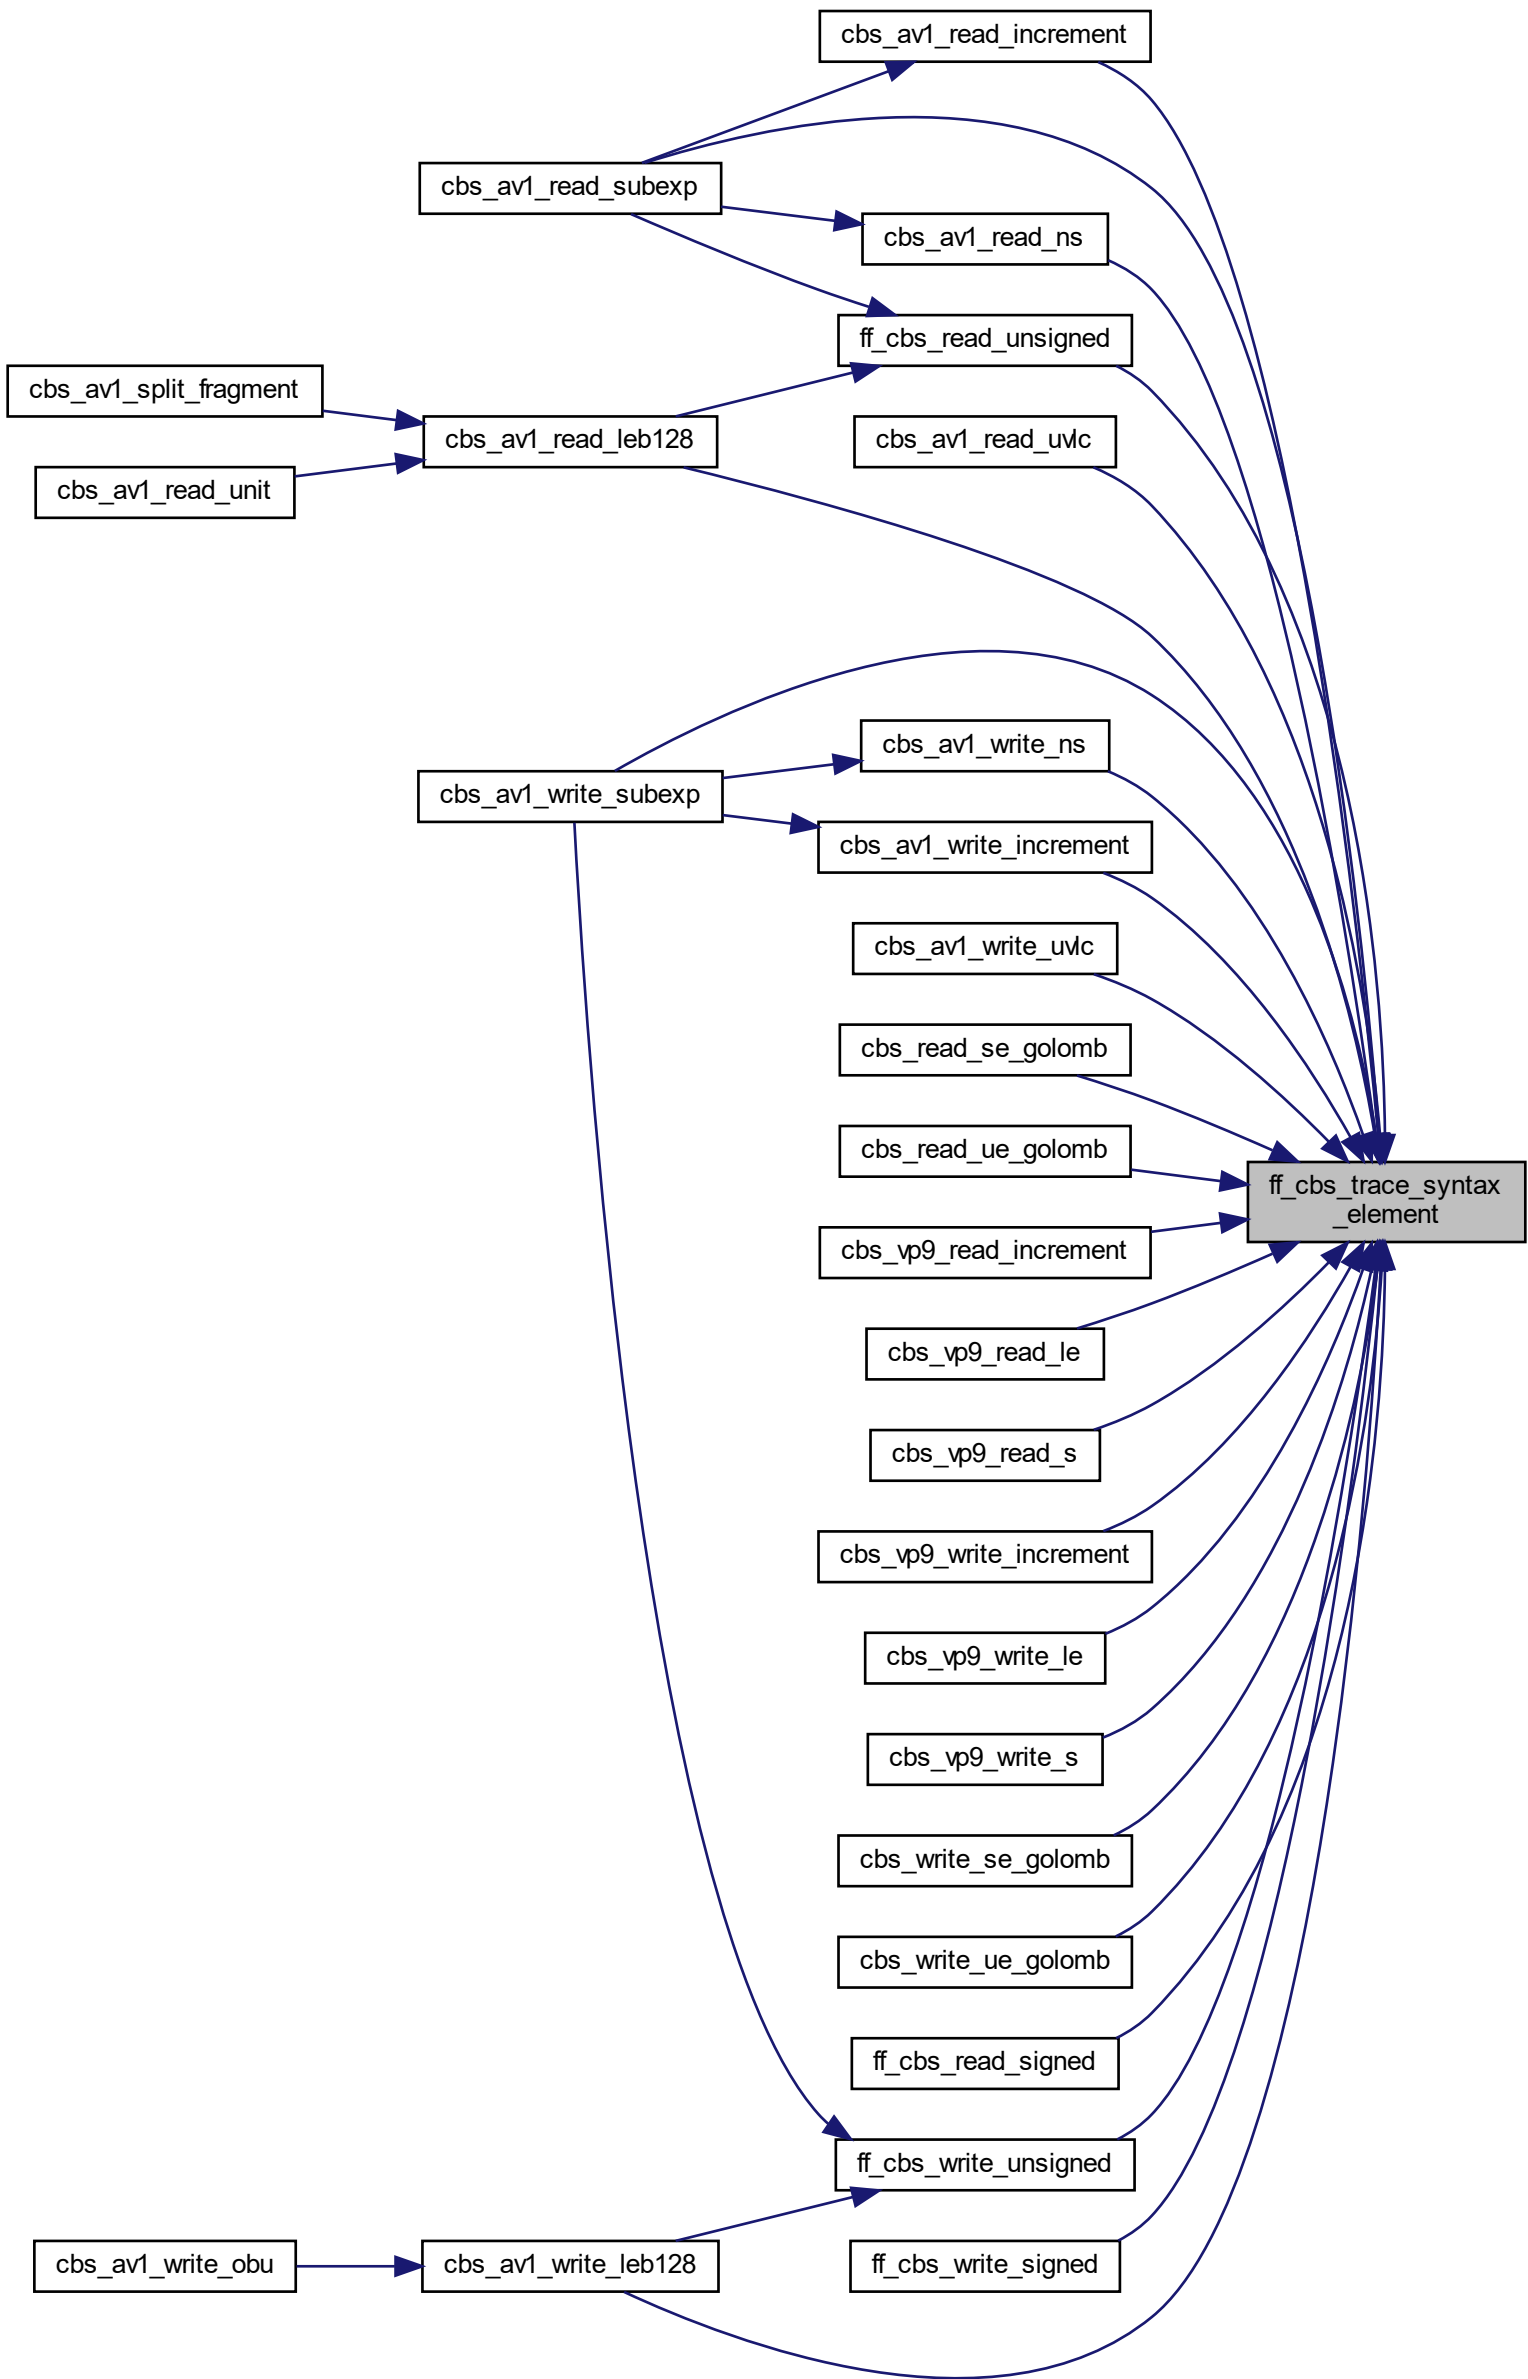 cbs_av1_read_increment
cbs_av1_read_subexp
cbs_av1_read_ns
ff_cbs_read_unsigned
cbs_av1_split_fragment
cbs_av1_read_leb128
cbs_av1_read_uvlc
cbs_av1_read_unit
cbs_av1_write_ns
cbs_av1_write_subexp
cbs_av1_write_increment
cbs_av1_write_uvlc
cbs_read_se_golomb
cbs_read_ue_golomb
ff_cbs_trace_syntax
_element
cbs_vp9_read_increment
cbs_vp9_read_le
cbs_vp9_read_s
cbs_vp9_write_increment
cbs_vp9_write_le
cbs_vp9_write_s
cbs_write_se_golomb
cbs_write_ue_golomb
ff_cbs_read_signed
ff_cbs_write_unsigned
cbs_av1_write_obu
cbs_av1_write_leb128
ff_cbs_write_signed